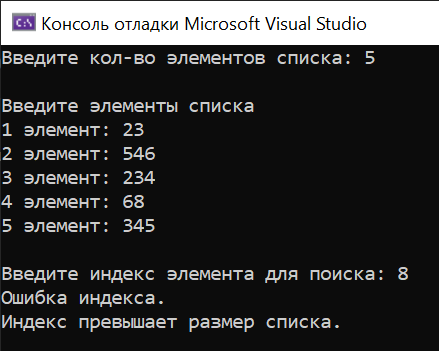 C:\ Консоль отладки Microsoft Visual Studio
Введите кол-во элементов списка: 5
Введите элементы списка
1 элемент: 23
2 элемент: 546
3 элемент: 234
4 элемент: 68
5 элемент: 345
Введите индекс элемента для поиска: 8
Ошибка индекса.
Индекс превышает размер списка.